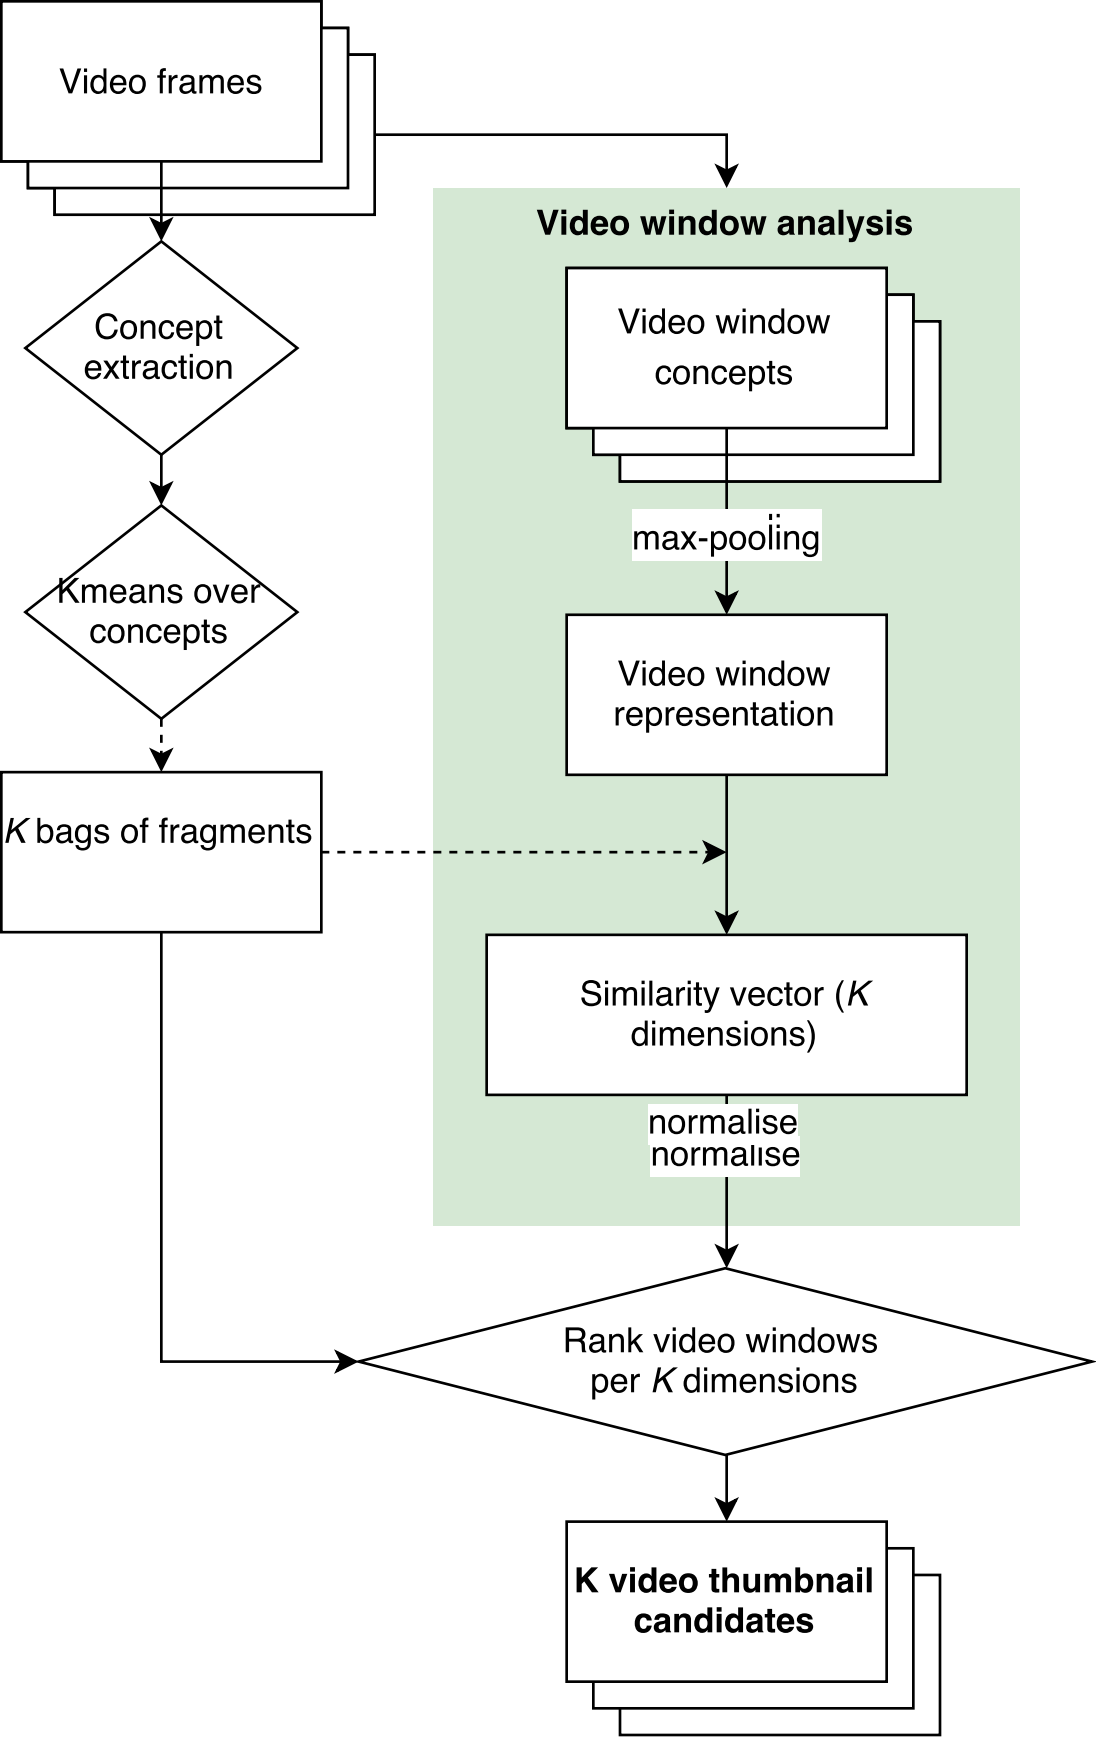 Video frames
Video window analysis
Video window
concepts
Concept
extraction
max-pooling
Kmeans over
concepts
Video window
representation
K bags of fragments
Similarity vector (K
dimensions)
normalise
normalise
Rank video windows
per K dimensions
K video thumbnail
candidates